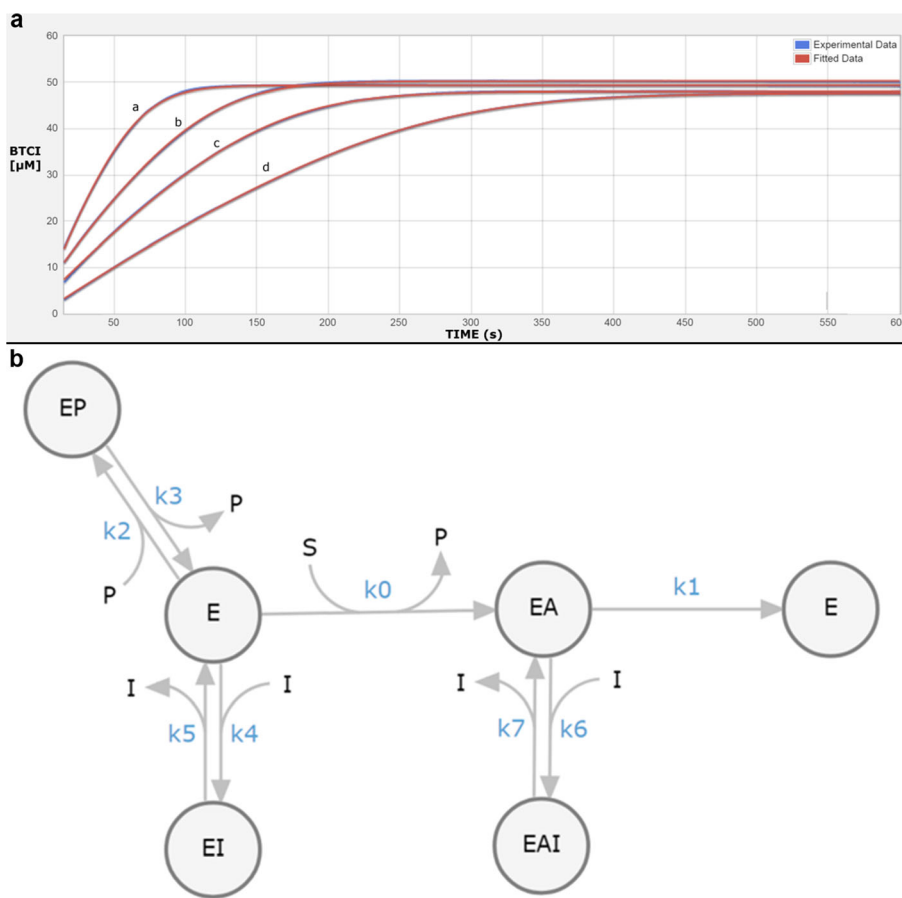 a
60
Experimental Data
Fitted Data
50
a
b
40
c
BTCI
[µM]
d
30
20
10
0
50 100 150 200 250 300 350 400 450 500 550 60
TIME (s)
b
EP
k3
P
k2
P
S
P
E
k0
EA
k1
E
I
I
I
I
k5
k4
k7
k6
EI
EAI